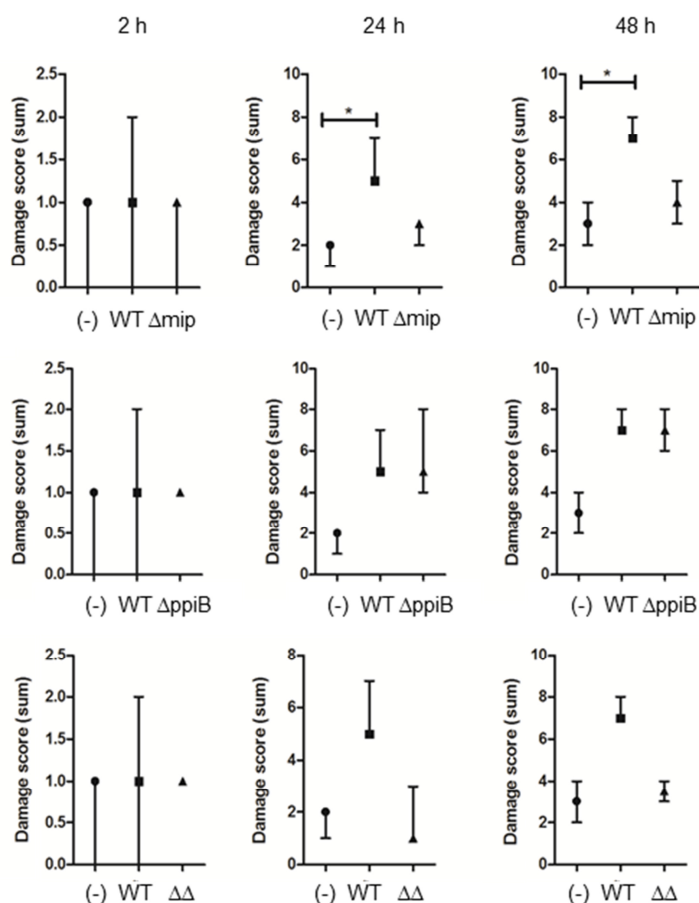 2 h 24 h 48 h
Damage score (sum)
2.5
2.0
1.5
1.0
0.5
0.0
(-) WT Δmip
Damage score (sum)
10
8
6
4
2
0
*
(-) WT Δmip
Damage score (sum)
10
8
6
4
2
0
*
(-) WT Δmip
Damage score (sum)
2.5
2.0
1.5
1.0
0.5
0.0
(-) WT ΔppiB
Damage score (sum)
10
8
6
4
2
0
(-) WT ΔppiB
Damage score (sum)
10
8
6
4
2
0
(-) WT ΔppiB
Damage score (sum)
2.5
2.0
1.5
1.0
0.5
0.0
(-) WT ΔΔ
Damage score (sum)
8
6
4
2
0
(-) WT ΔΔ
Damage score (sum)
10
8
6
4
2
0
(-) WT ΔΔ